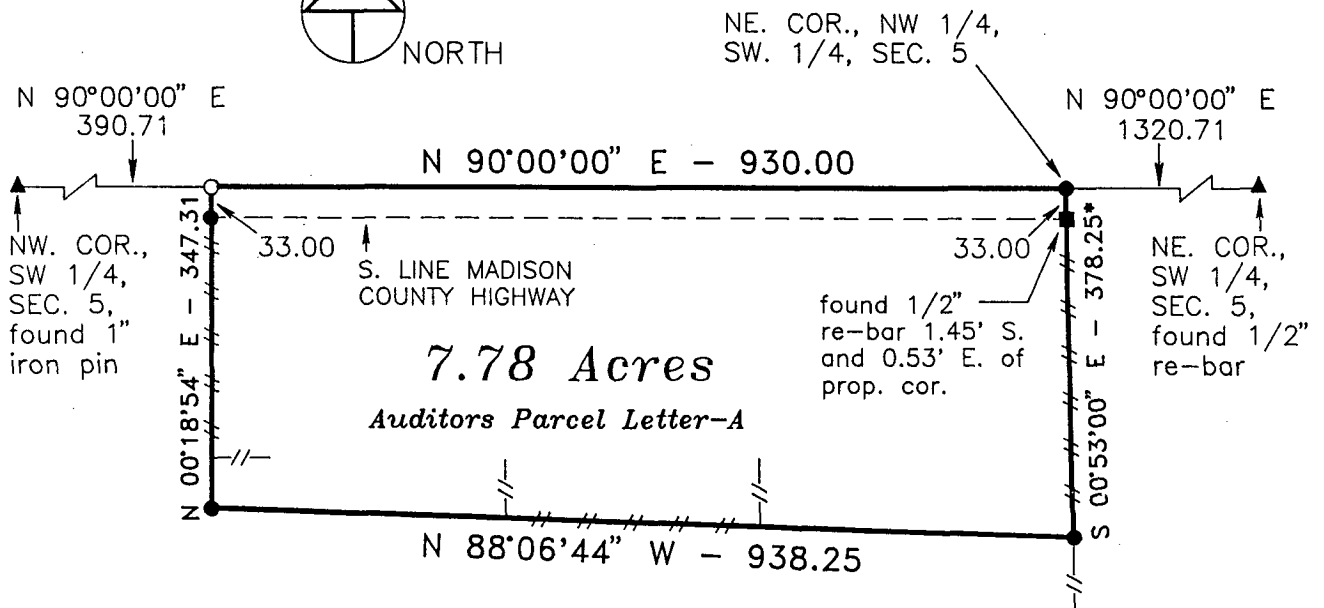 NORTH
NE. COR., NW 1/4,
SW. 1/4, SEC. 5
N 90°00'00" E
390.71
N 90°00'00" E
1320.71
N 90°00'00" E - 930.00
NW. COR.,
SW 1/4,
SEC. 5,
found 1"
iron pin
N 00°18'54" E - 347.31
33.00
S. LINE MADISON
COUNTY HIGHWAY
33.00
found 1/2"
re-bar 1.45' S.
and 0.53' E. of
prop. cor.
S 00°53'00" E - 378.25*
NE. COR.,
SW 1/4,
SEC. 5,
found 1/2"
re-bar
7.78 Acres
Auditors Parcel Letter-A
N 88°06'44" W - 938.25